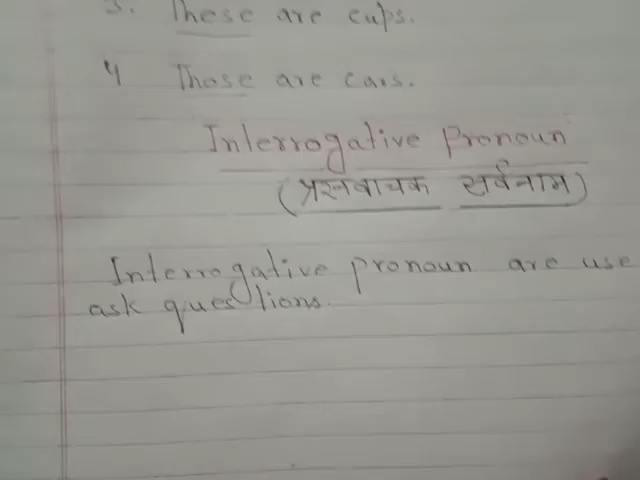 3. These are cups.
4 Those are cars.
Interrogative Pronoun
(प्रश्नवाचक सर्वनाम)
Interrogative pronoun are use
ask questions.